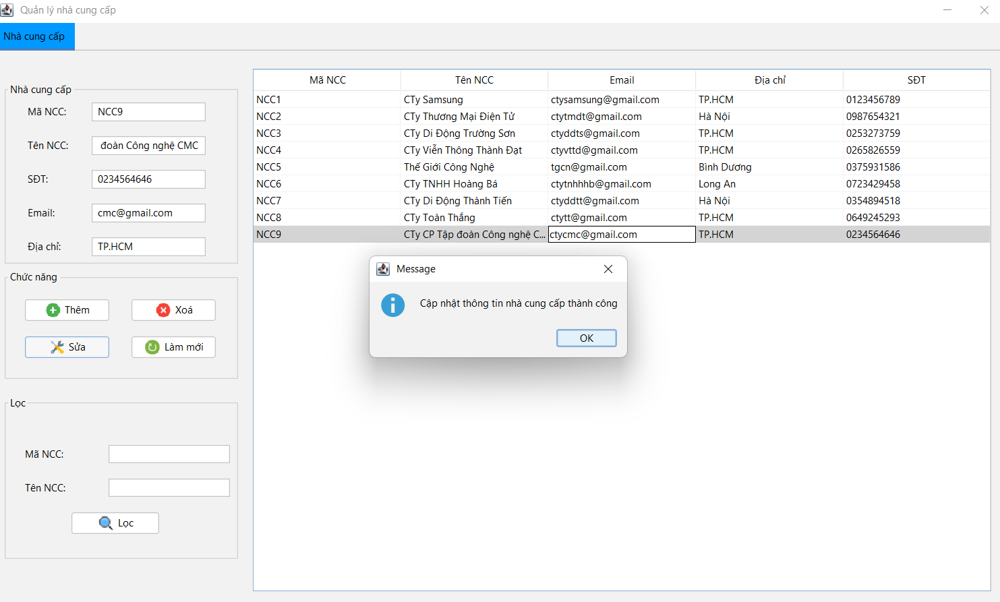 Quản lý nhà cung cấp
Nhà cung cấp
Nhà cung cấp
Mã NCC: NCC9
Tên NCC: đoàn Công nghệ CMC
SĐT: 0234564646
Email: cmc@gmail.com
Địa chỉ: TP.HCM
Chức năng
Thêm Xoá
Sửa Làm mới
Lọc
Mã NCC:
Tên NCC:
Lọc
Mã NCC Tên NCC Email Địa chỉ SĐT
NCC1 CTy Samsung ctysamsung@gmail.com TP.HCM 0123456789
NCC2 CTy Thương Mại Điện Tử ctytmdt@gmail.com Hà Nội 0987654321
NCC3 CTy Di Động Trường Sơn ctyddts@gmail.com TP.HCM 0253273759
NCC4 CTy Viễn Thông Thành Đạt ctyvttd@gmail.com TP.HCM 0265826559
NCC5 Thế Giới Công Nghệ tgcn@gmail.com Bình Dương 0375931586
NCC6 CTy TNHH Hoàng Bá ctytnhhhb@gmail.com Long An 0723429458
NCC7 CTy Di Động Thành Tiến ctyddtt@gmail.com Hà Nội 0354894518
NCC8 CTy Toàn Thắng ctytt@gmail.com TP.HCM 0649245293
NCC9 CTy CP Tập đoàn Công nghệ C... ctycmc@gmail.com TP.HCM 0234564646
Message
Cập nhật thông tin nhà cung cấp thành công
OK